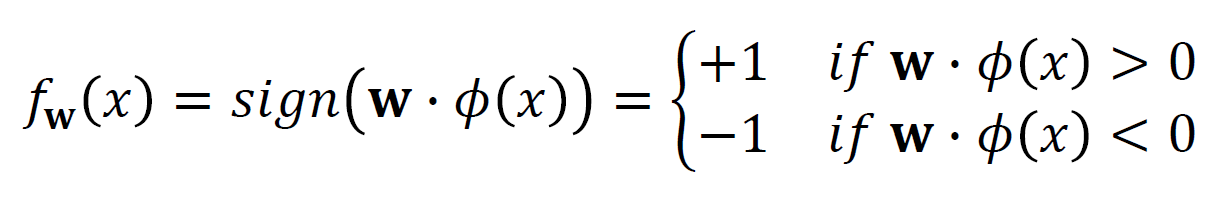 f_w(x) = sign(w · ϕ(x)) = { +1 if w · ϕ(x) > 0
−1 if w · ϕ(x) < 0